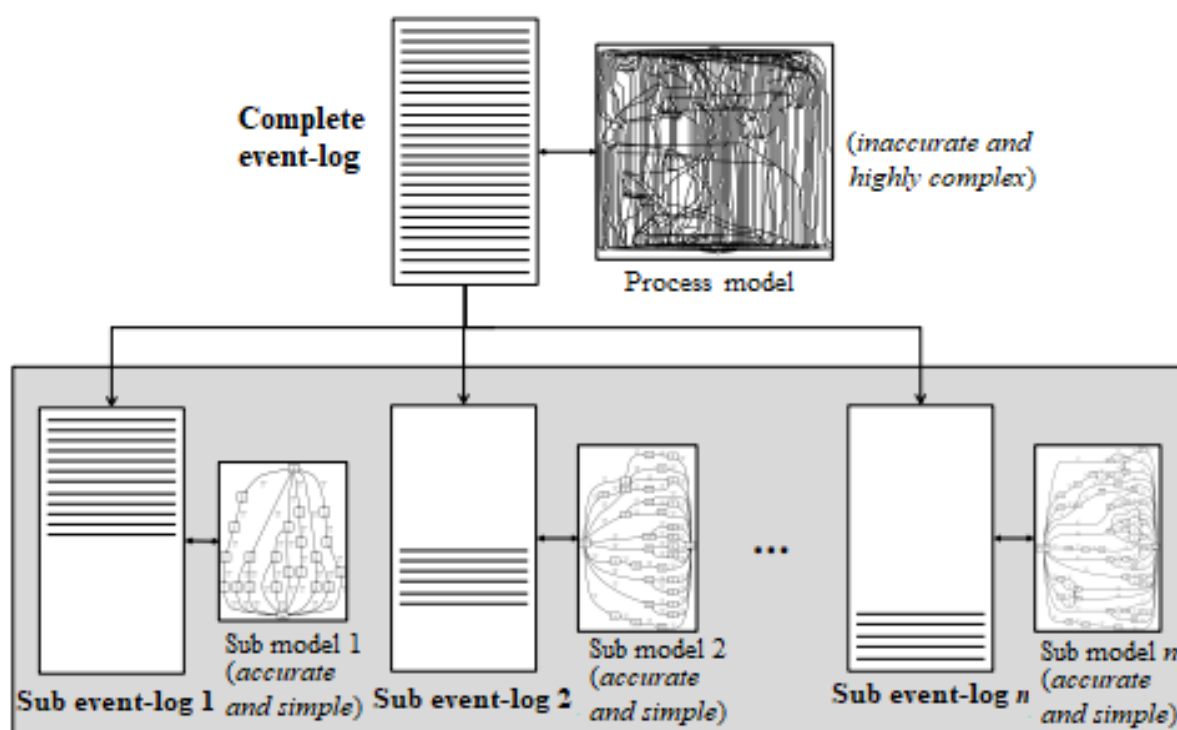 Complete
event-log
(inaccurate and
highly complex)
Process model
...
Sub model 1
(accurate
and simple)
Sub event-log 1
Sub model 2
(accurate
and simple)
Sub event-log 2
Sub model n
(accurate
and simple)
Sub event-log n